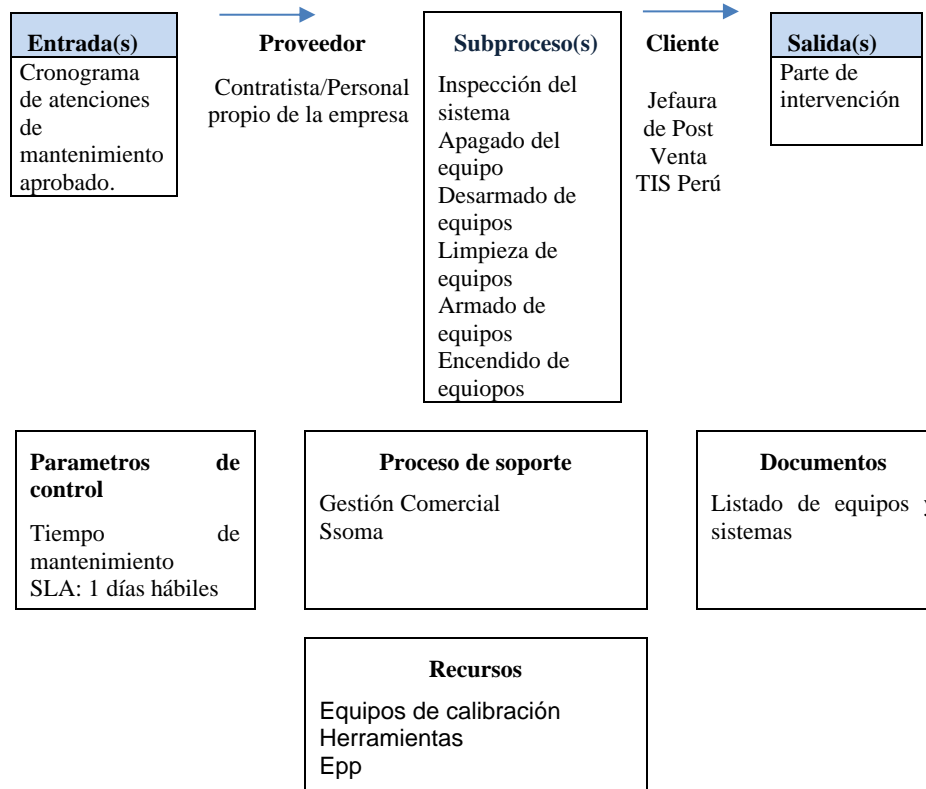 Entrada(s)
Cronograma
de atenciones
de
mantenimiento
aprobado.
Proveedor
Contratista/Personal
propio de la empresa
Subproceso(s)
Inspección del
sistema
Apagado del
equipo
Desarmado de
equipos
Limpieza de
equipos
Armado de
equipos
Encendido de
equiopos
Cliente
Jefaura
de Post
Venta
TIS Perú
Salida(s)
Parte de
intervención
Parametros de
control
Tiempo de
mantenimiento
SLA: 1 días hábiles
Proceso de soporte
Gestión Comercial
Ssoma
Documentos
Listado de equipos y
sistemas
Recursos
Equipos de calibración
Herramientas
Epp